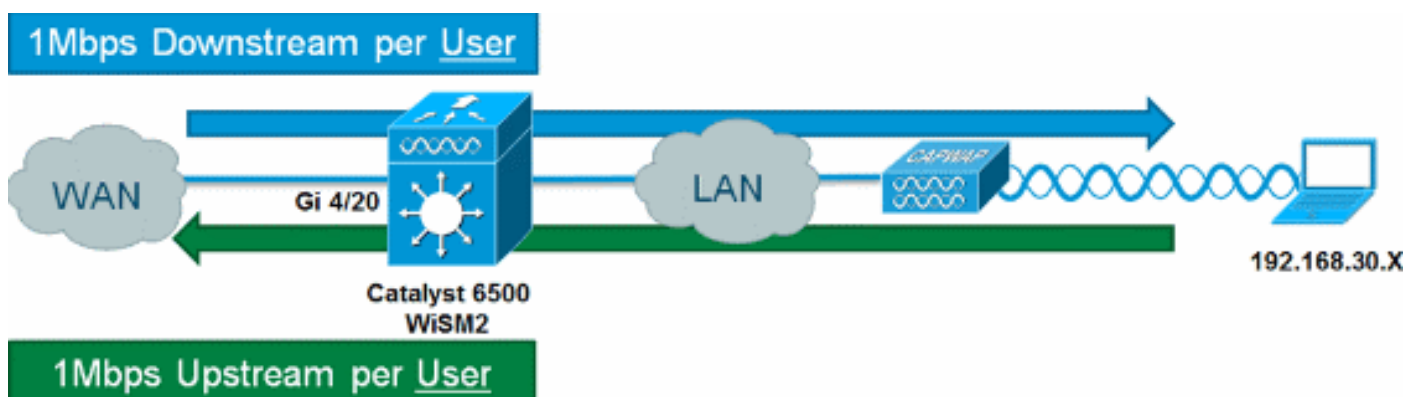 1Mbps Downstream per User
WAN
Gi 4/20
LAN
CAPWAP
192.168.30.X
Catalyst 6500
WiSM2
1Mbps Upstream per User